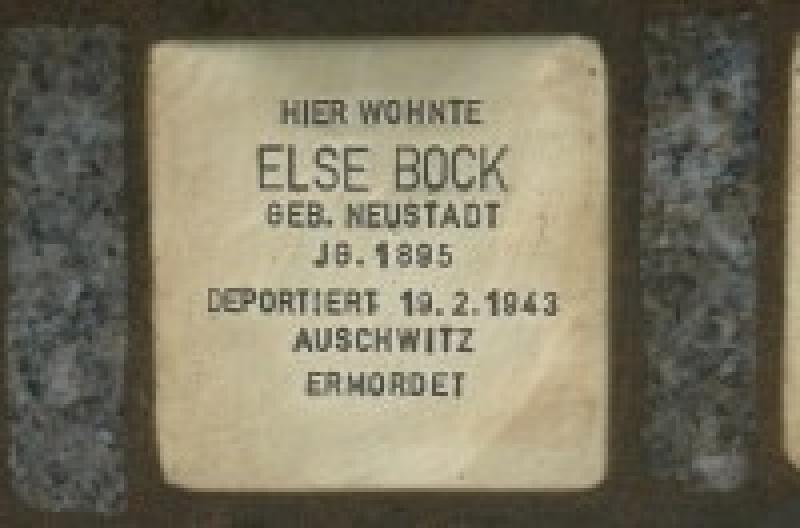 HIER WOHNTE
ELSE BOCK
GEB. NEUSTADT
JG. 1895
DEPORTIERT 19.2.1943
AUSCHWITZ
ERMORDET